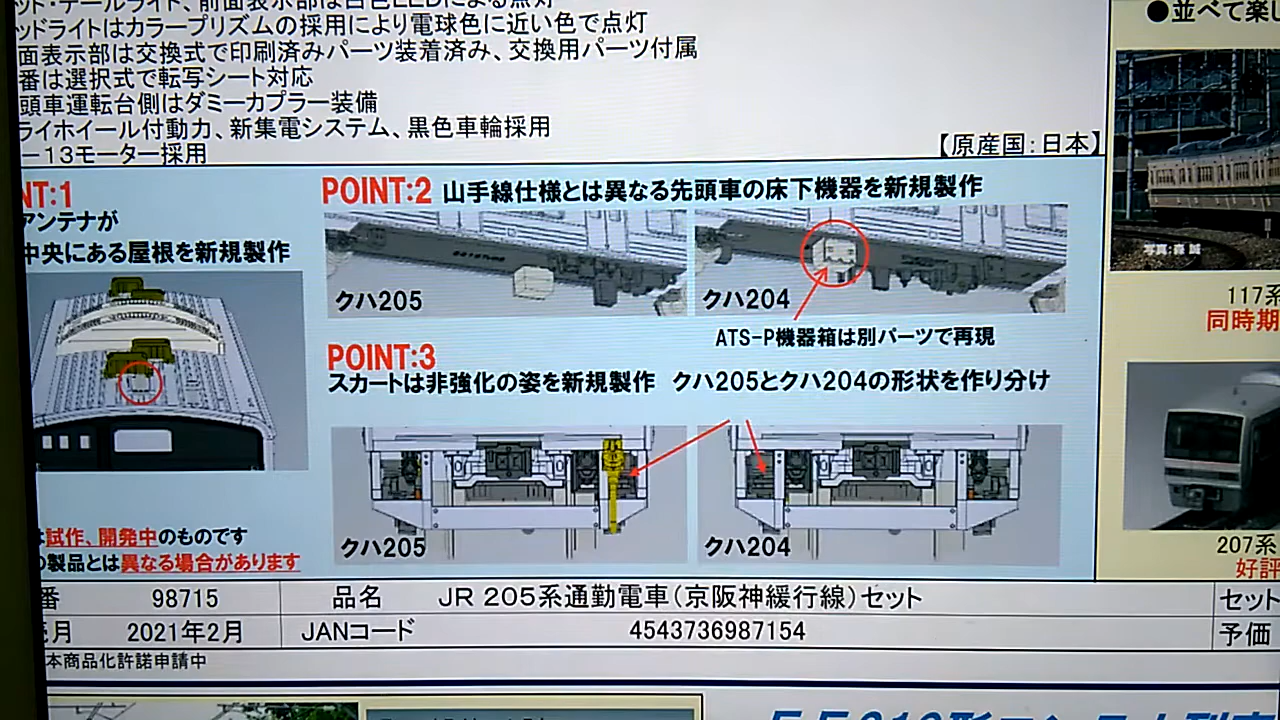 ッドライトはカラープリズムの採用により電球色に近い色で点灯
面表示部は交換式で印刷済みパーツ装着済み、交換用パーツ付属
番は選択式で転写シート対応
頭車運転台側はダミーカプラー装備
ライホイール付動力、新集電システム、黒色車輪採用
ー13モーター採用
【原産国:日本】
●並べて楽し
NT:1
アンテナが
中央にある屋根を新規製作
POINT:2 山手線仕様とは異なる先頭車の床下機器を新規製作
クハ205
クハ204
ATS-P機器箱は別パーツで再現
POINT:3
スカートは非強化の姿を新規製作 クハ205とクハ204の形状を作り分け
クハ205
クハ204
は試作、開発中のものです
の製品とは異なる場合があります
117系
同時期
207系
好評
番 98715 品名 JR 205系通勤電車(京阪神緩行線)セット セット
売月 2021年2月 JANコード 4543736987154 予価
本商品化許諾申請中